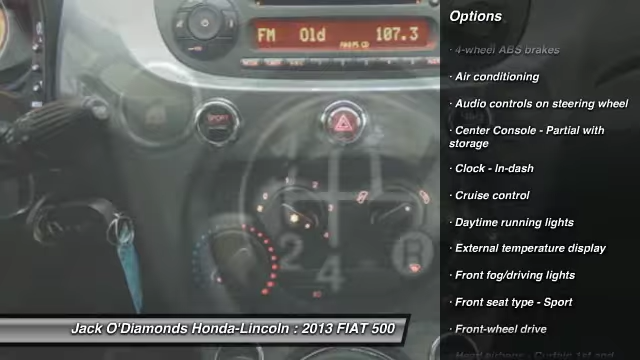 FM Old 107.3
SPORT
2
4
R
Options
· 4-wheel ABS brakes
· Air conditioning
· Audio controls on steering wheel
· Center Console - Partial with
storage
· Clock - In-dash
· Cruise control
· Daytime running lights
· External temperature display
· Front fog/driving lights
· Front seat type - Sport
· Front-wheel drive
Jack O'Diamonds Honda-Lincoln : 2013 FIAT 500